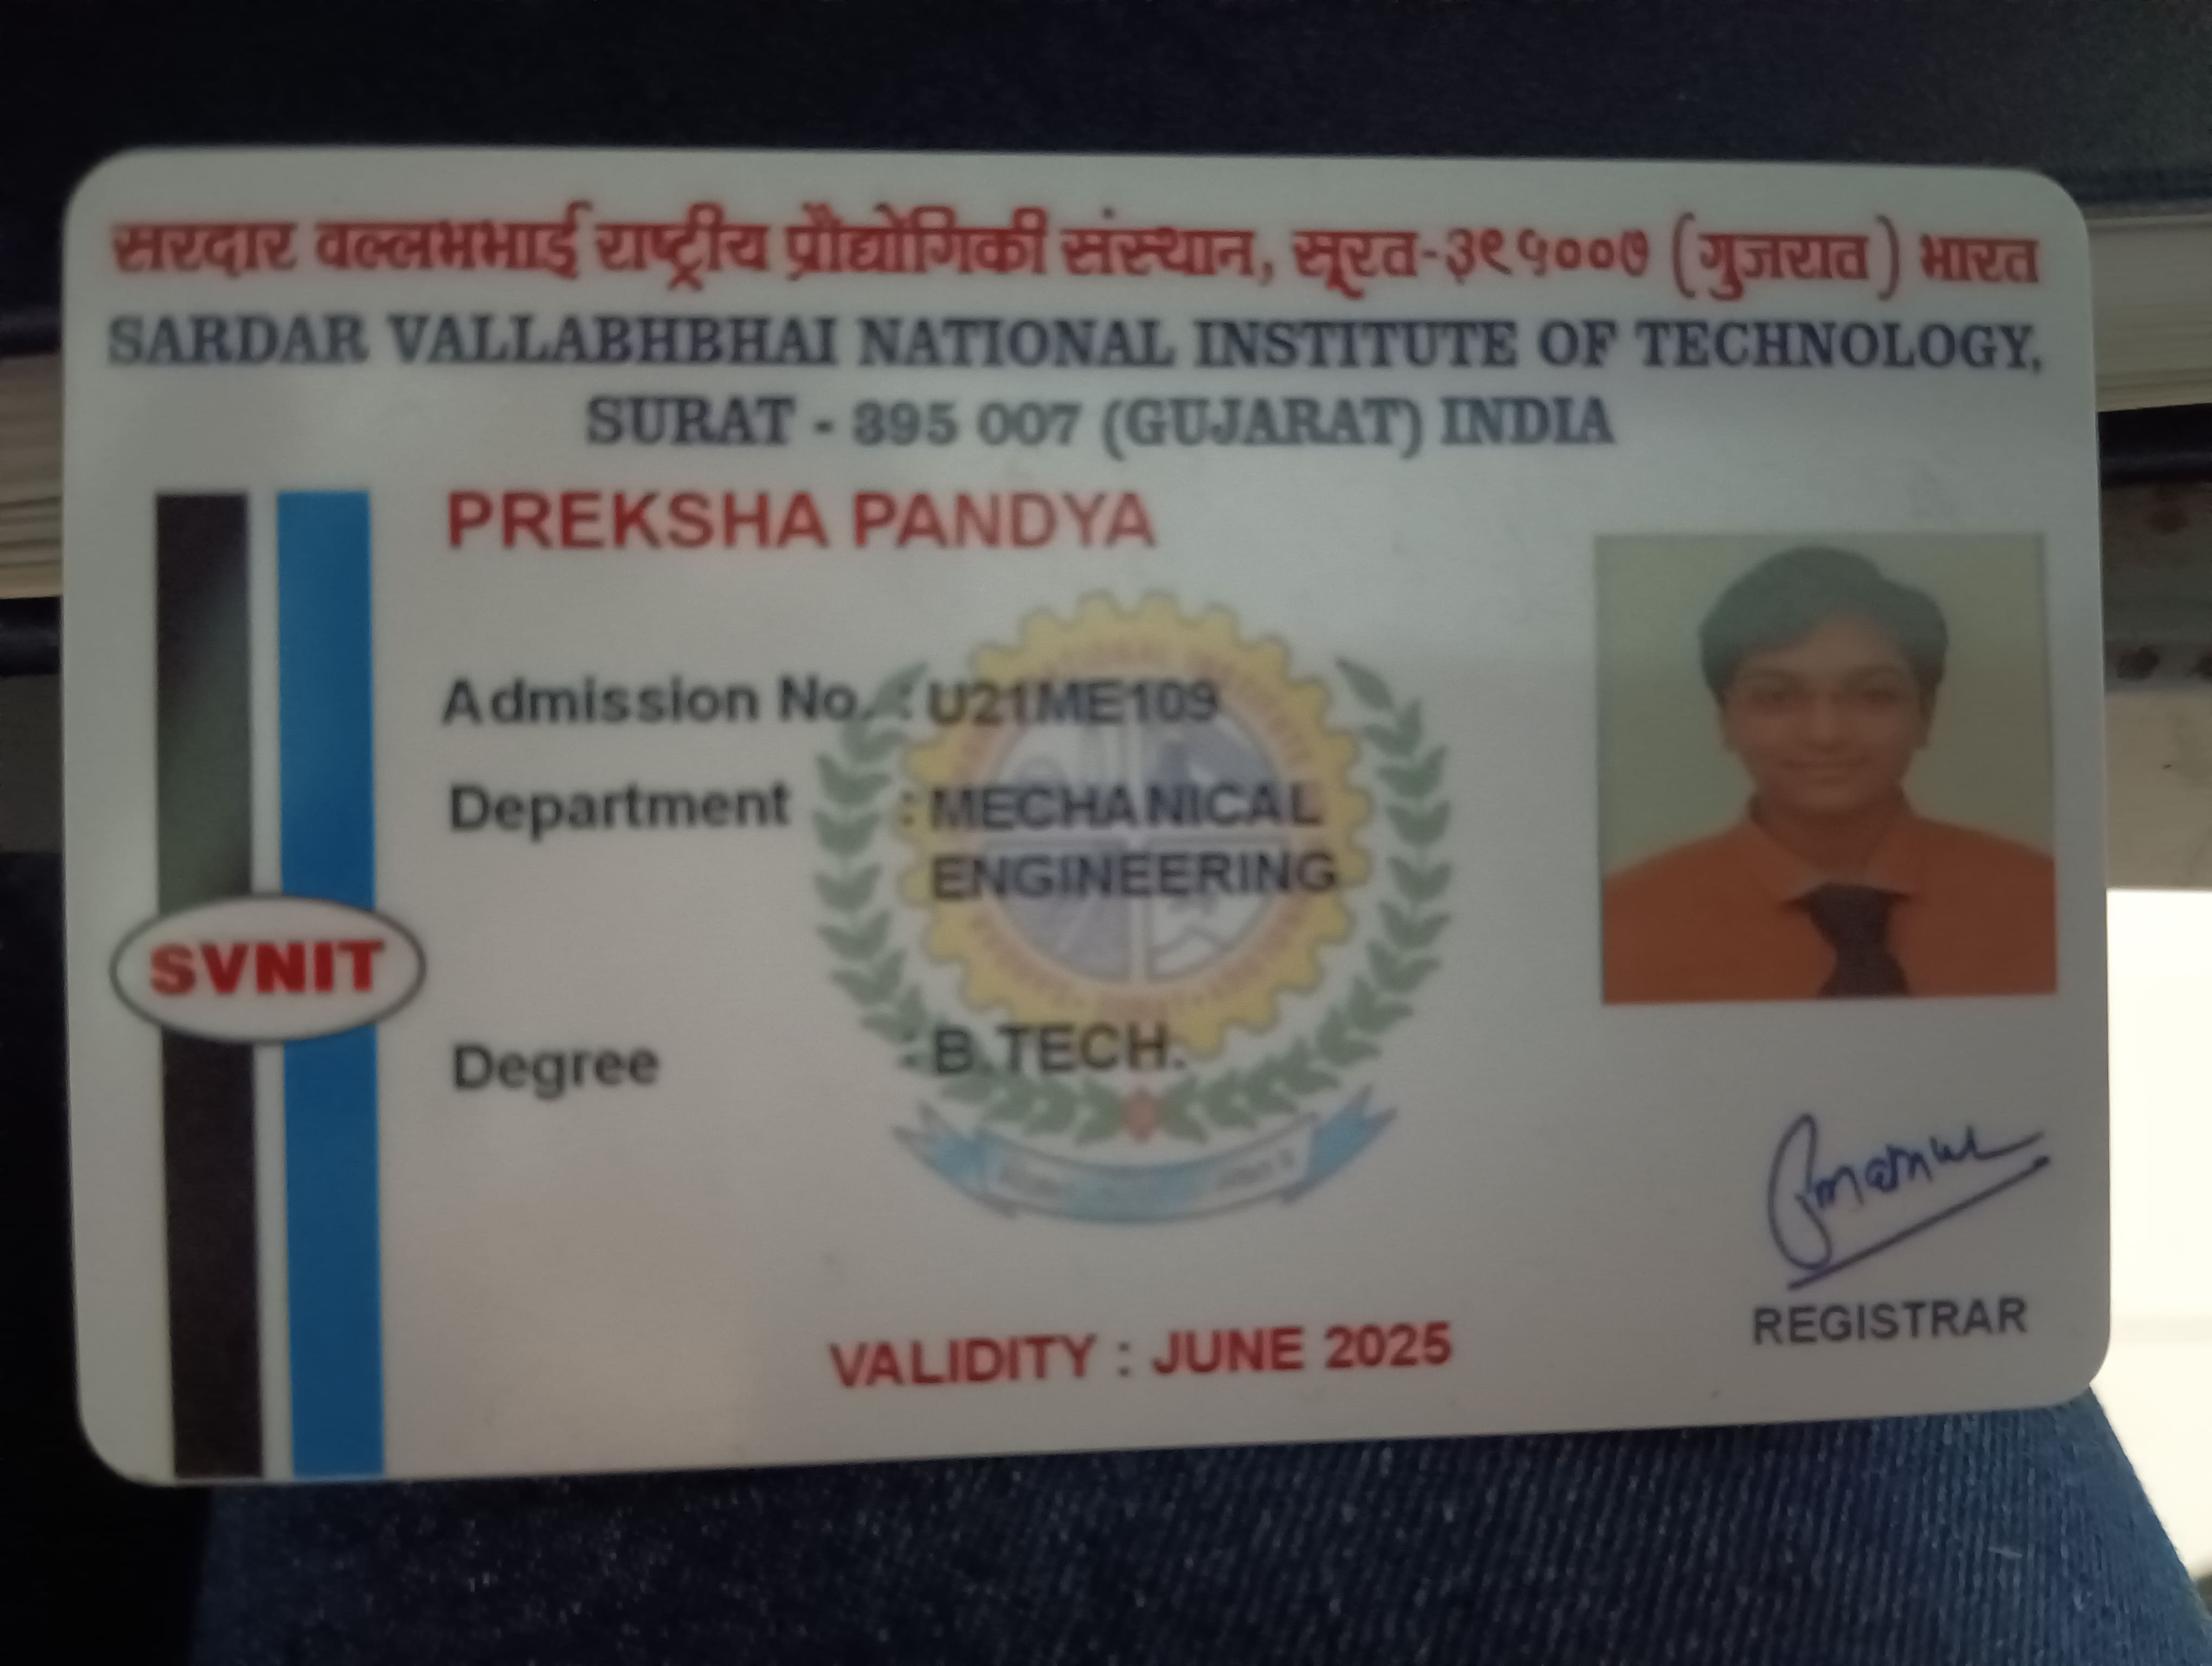 सरदार वल्लभभाई राष्ट्रीय प्रौद्योगिकी संस्थान, सूरत-३९५००७ (गुजरात) भारत
SARDAR VALLABHBHAI NATIONAL INSTITUTE OF TECHNOLOGY,
SURAT - 395 007 (GUJARAT) INDIA
PREKSHA PANDYA
Admission No. : U21ME109
Department : MECHANICAL
ENGINEERING
SVNIT
Degree : B.TECH.
REGISTRAR
VALIDITY : JUNE 2025